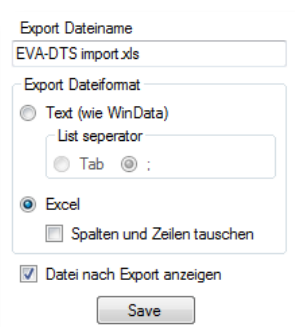 Export Dateiname
EVA-DTS import.xls
Export Dateiformat
Text (wie WinData)
List seperator
Tab ;
Excel
Spalten und Zeilen tauschen
Datei nach Export anzeigen
Save